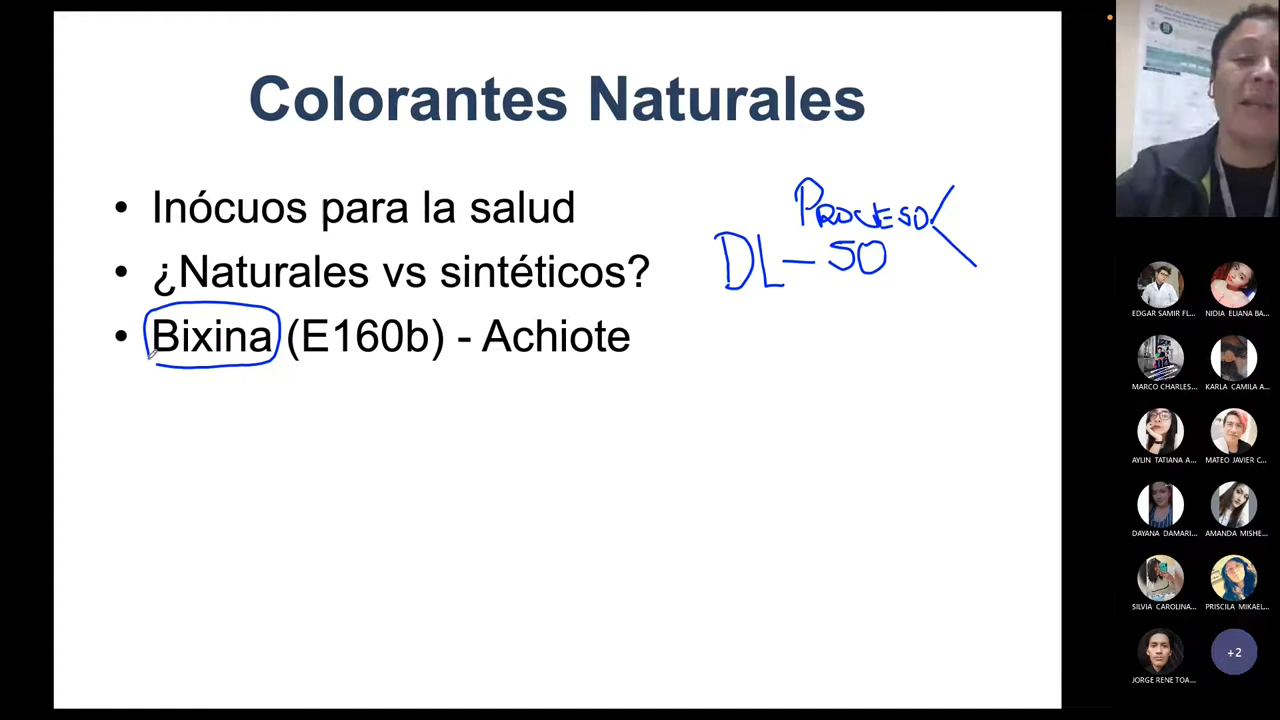 Colorantes Naturales
• Inócuos para la salud
• ¿Naturales vs sintéticos?
• Bixina (E160b) - Achiote
PROCESO
DL-50
EDGAR SAMIR FL...
NIDIA ELIANA BA...
MARCO CHARLES...
KARLA CAMILA A...
AYLIN TATIANA A...
MATEO JAVIER C...
DAYANA DAMARI...
AMANDA MISHE...
SILVIA CAROLINA...
PRISCILA MIKAEL...
JORGE RENE TOA...
+2